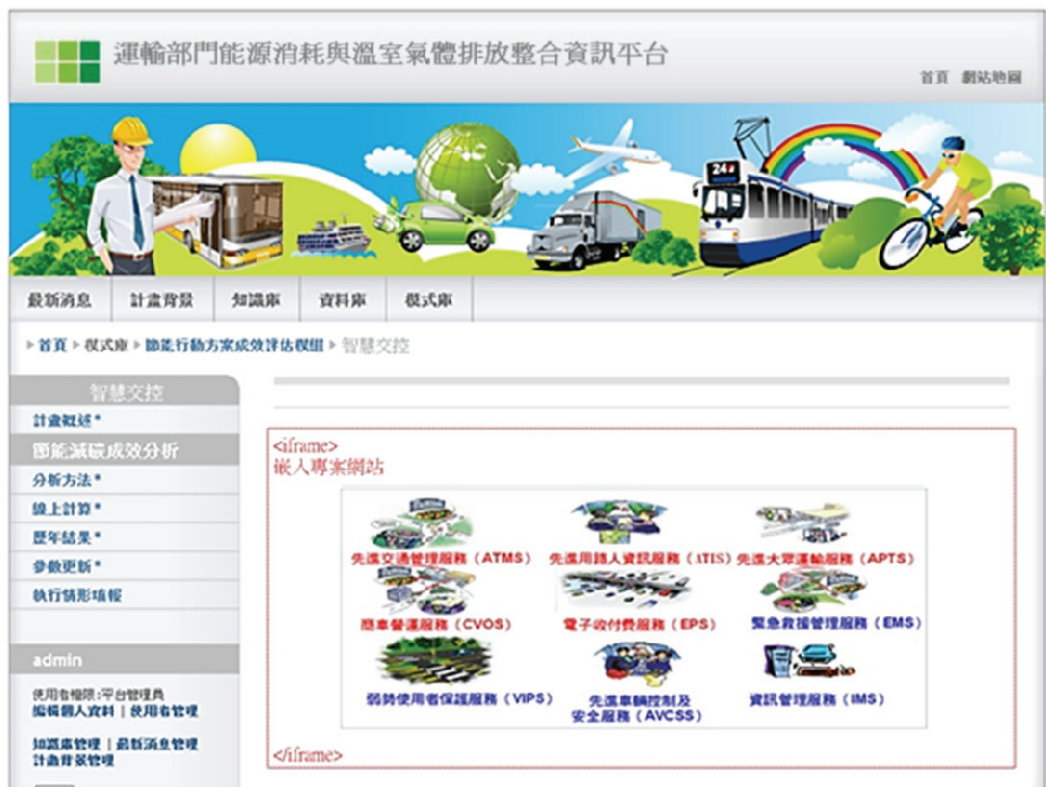 運輸部門能源消耗與溫室氣體排放整合資訊平台
首頁 網站地圖
24
最新消息 計畫背景 知識庫 資料庫 模式庫
首頁 模式庫 節能行動方案成效評估模組 智慧交控
智慧交控
計畫概述*
節能減碳成效分析
分析方法*
線上計算*
歷年結果*
參數更新*
執行情形填報
admin
使用者權限:平台管理員
編輯個人資料 | 使用者管理
知識庫管理 | 最新消息管理
計畫背景管理
<iframe>
嵌入專案網站
先進交通管理服務 (ATMS) 先進用路人資訊服務 (ATIS) 先進大眾運輸服務 (APTS)
商車營運服務 (CVOS) 電子收付費服務 (EPS) 緊急救援管理服務 (EMS)
弱勢使用者保護服務 (VIPS) 先進車輛控制及 資訊管理服務 (IMS)
安全服務 (AVCSS)
</iframe>